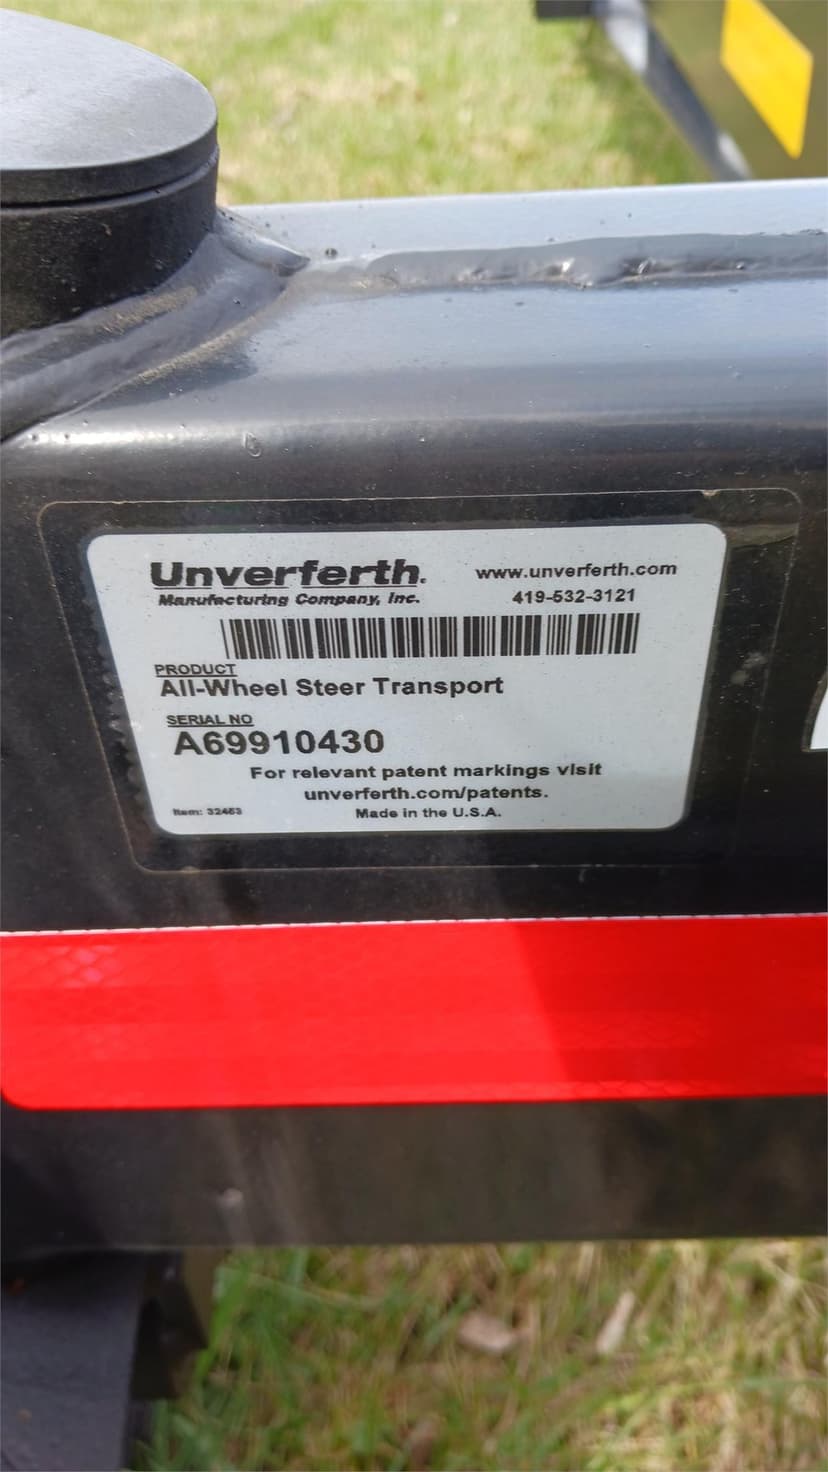 Unverferth.
Manufacturing Company, Inc.
www.unverferth.com
419-532-3121
PRODUCT
All-Wheel Steer Transport
SERIAL NO
A69910430
For relevant patent markings visit
unverferth.com/patents.
Item: 32453
Made in the U.S.A.